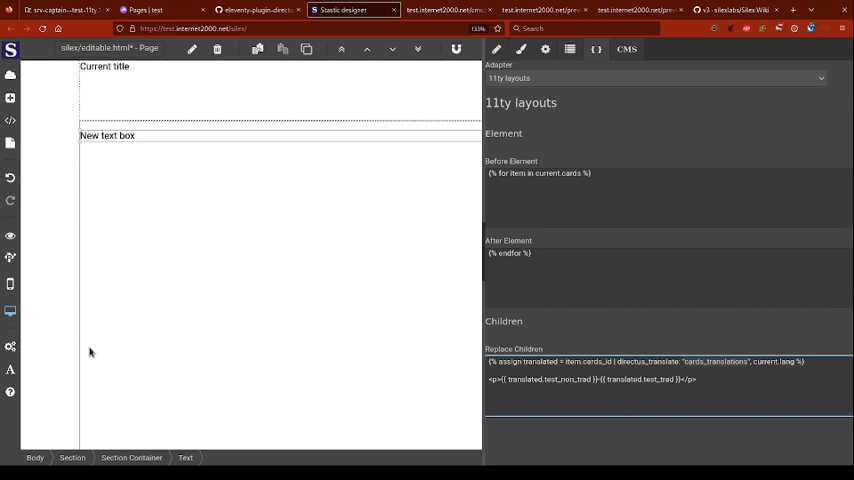 srv-captain--test-11ty.
Pages | test
eleventy-plugin-directu
Stastic designer
test.internet2000.net/cm
test.internet2000.net/prev
test.internet2000.net/prev
v3 · silexlabs/Silex Wiki
https://test.internet2000.net/silex/
133%
Search
S
silex/editable.html* - Page
{ }
CMS
Current title
New text box
Adapter
11ty layouts
11ty layouts
Element
Before Element
{% for item in current.cards %}
After Element
{% endfor %}
Children
Replace Children
{% assign translated = item.cards_id | directus_translate: "cards_translations", current.lang %}
<p>{{ translated.test_non_trad }}-{{ translated.test_trad }}</p>
Body
Section
Section Container
Text